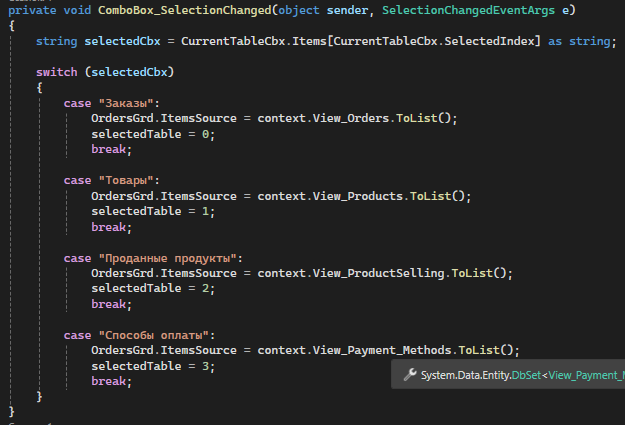 private void ComboBox_SelectionChanged(object sender, SelectionChangedEventArgs e)
{
    string selectedCbx = CurrentTableCbx.Items[CurrentTableCbx.SelectedIndex] as string;

    switch (selectedCbx)
    {
        case "Заказы":
            OrdersGrd.ItemsSource = context.View_Orders.ToList();
            selectedTable = 0;
            break;

        case "Товары":
            OrdersGrd.ItemsSource = context.View_Products.ToList();
            selectedTable = 1;
            break;

        case "Проданные продукты":
            OrdersGrd.ItemsSource = context.View_ProductSelling.ToList();
            selectedTable = 2;
            break;

        case "Способы оплаты":
            OrdersGrd.ItemsSource = context.View_Payment_Methods.ToList();
            selectedTable = 3;
            System.Data.Entity.DbSet<View_Payment_
            break;
    }
}